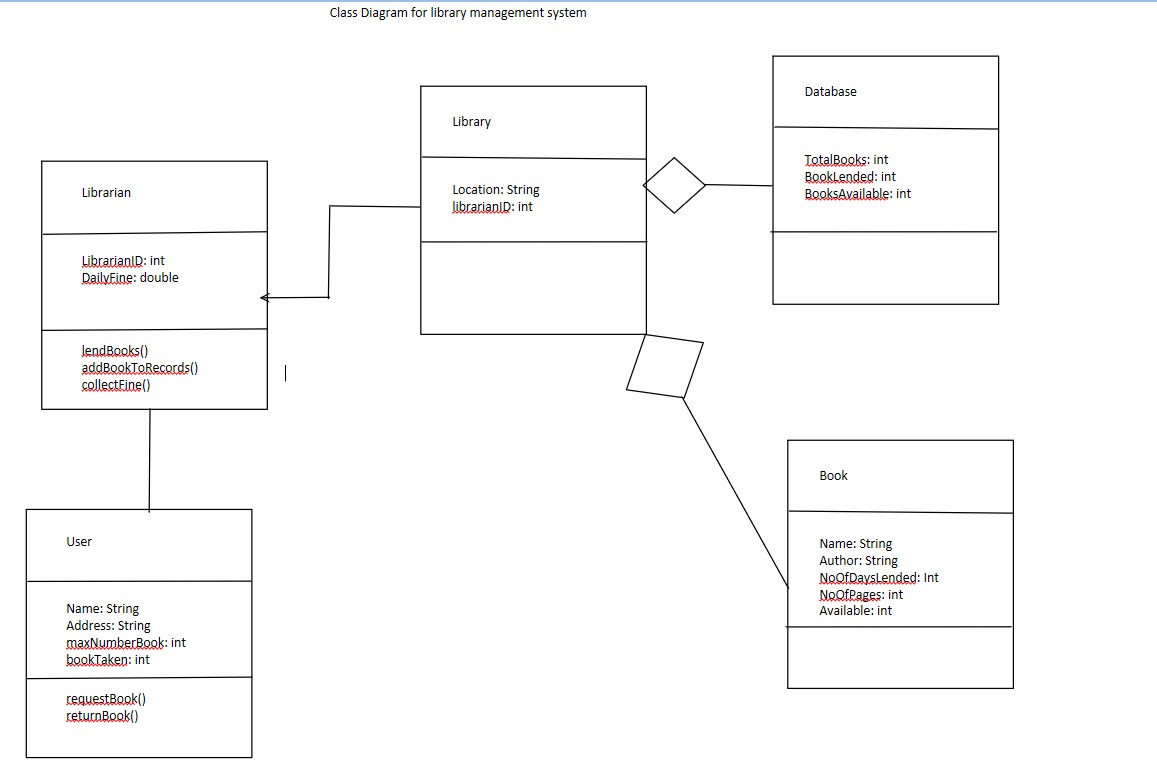 Class Diagram for library management system
Librarian
LibrarianID: int
DailyFine: double
lendBooks()
addBookToRecords()
collectFine()
Library
Location: String
librarianID: int
Database
TotalBooks: int
BookLended: int
BooksAvailable: int
User
Name: String
Address: String
maxNumberBook: int
bookTaken: int
requestBook()
returnBook()
Book
Name: String
Author: String
NoOfDaysLended: Int
NoOfPages: int
Available: int